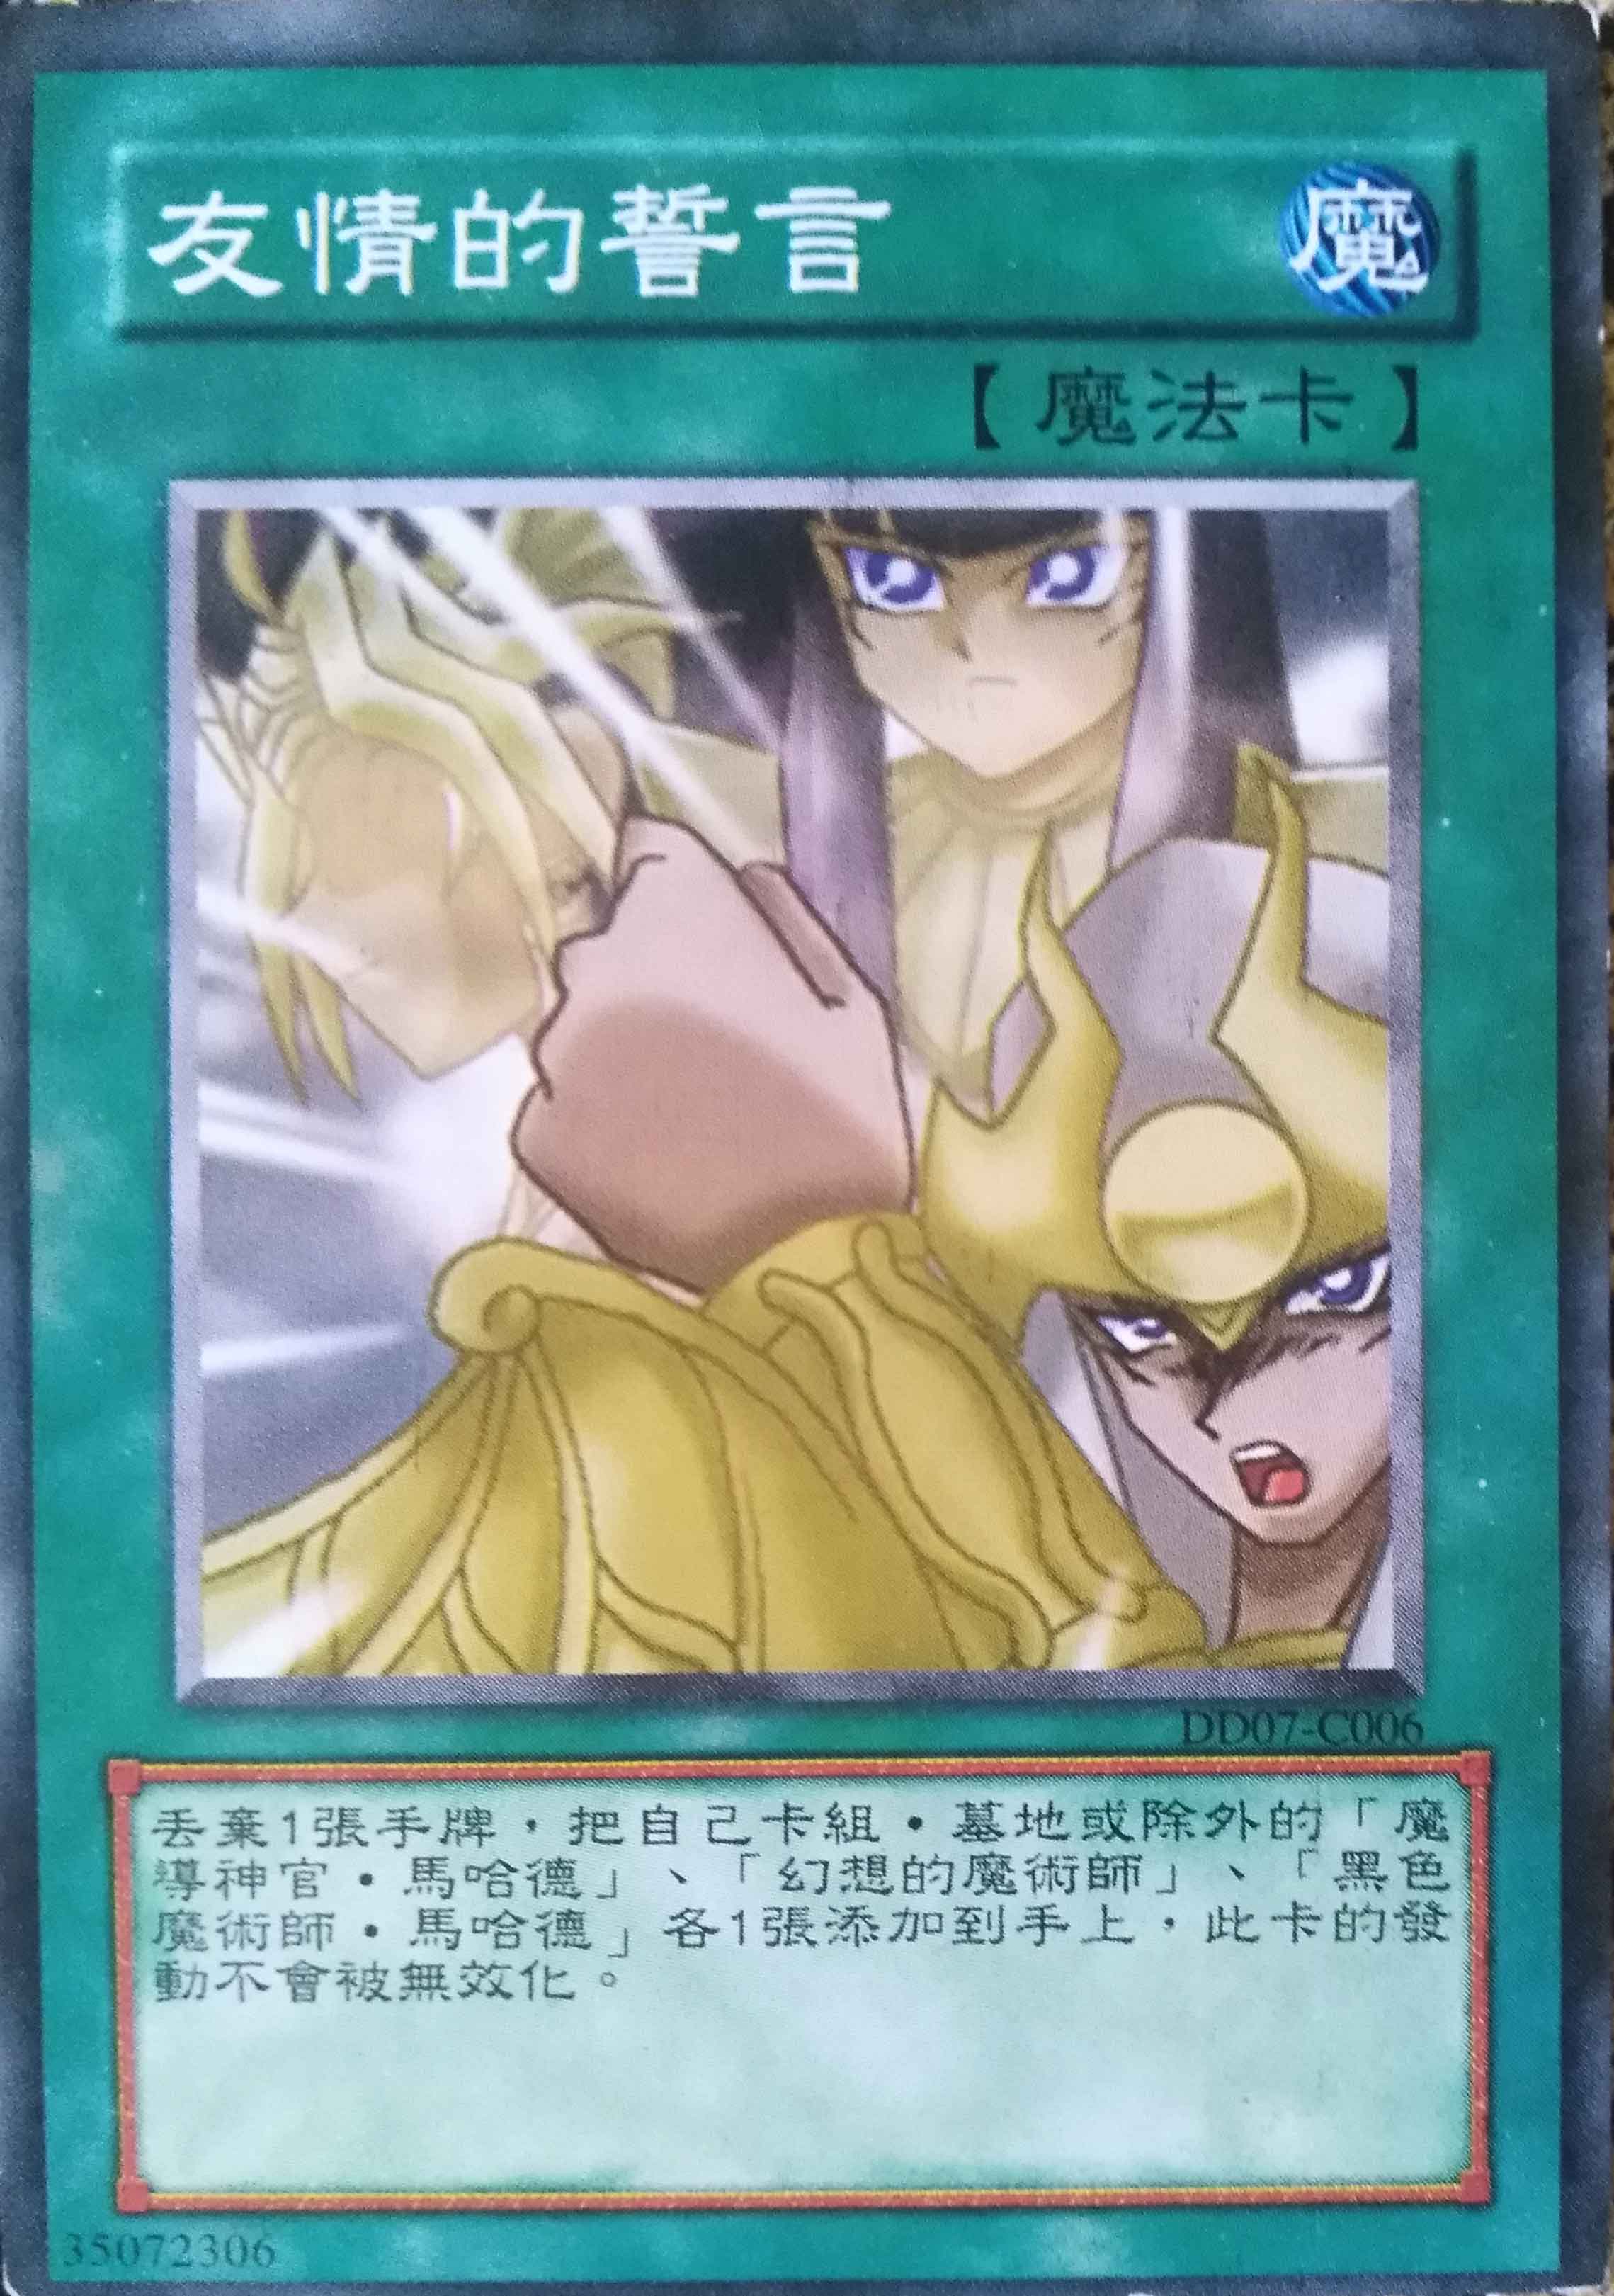 友情的誓言
魔
【魔法卡】
DD07-C006
丟棄1張手牌，把自己卡組・墓地或除外的「魔
導神官・馬哈德」、「幻想的魔術師」、「黑色
魔術師・馬哈德」各1張添加到手上，此卡的發
動不會被無效化。
35072306